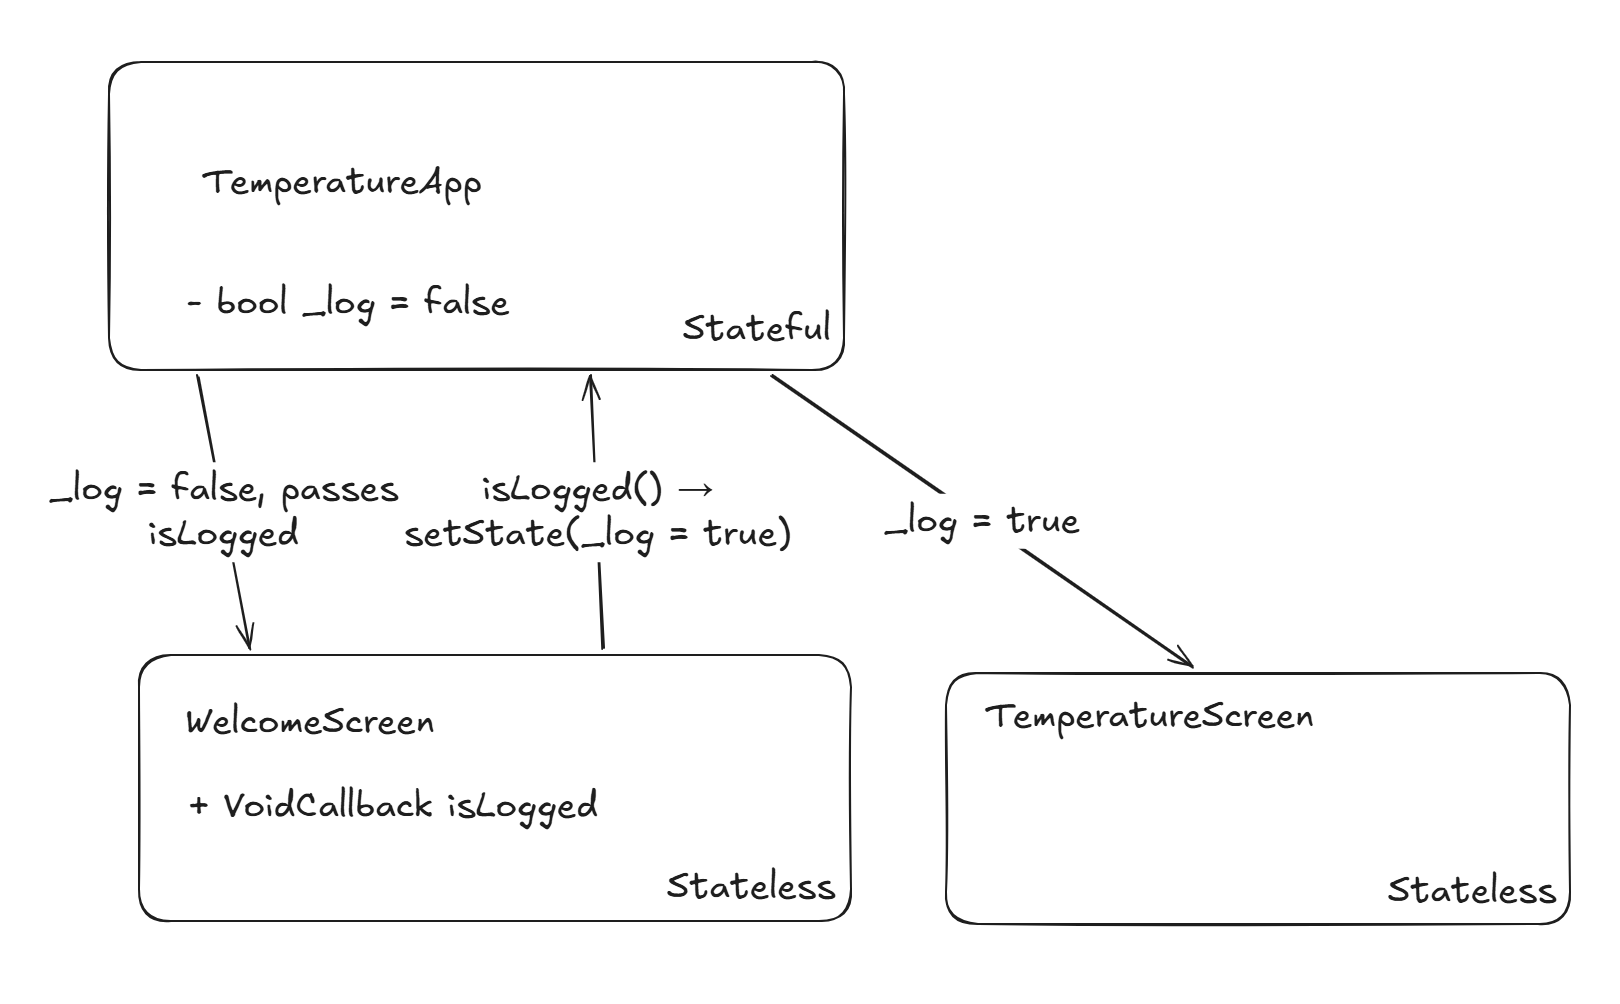 TemperatureApp
- bool _log = false
Stateful
_log = false, passes
isLogged
isLogged() →
setState(_log = true)
_log = true
WelcomeScreen
+ VoidCallback isLogged
Stateless
TemperatureScreen
Stateless